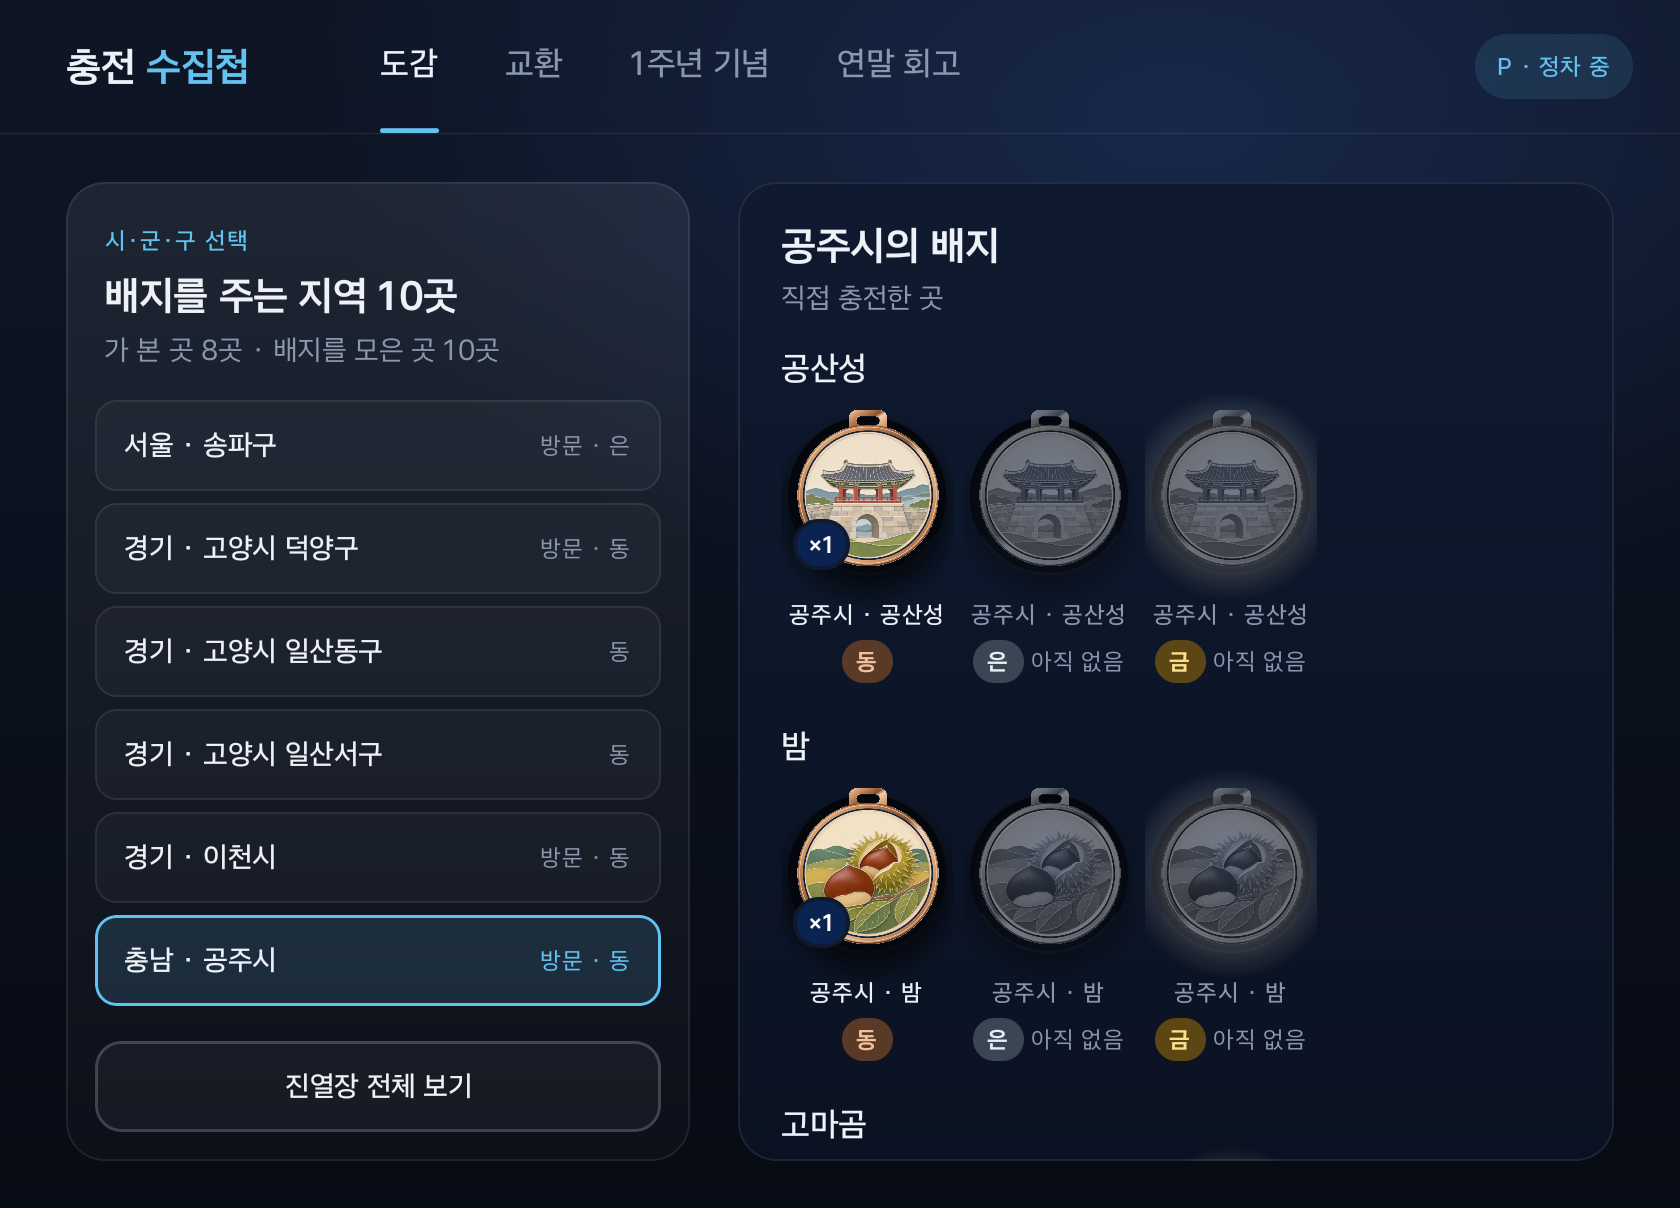 충전 수집첩
도감
교환
1주년 기념
연말 회고
P · 정차 중
시·군·구 선택
배지를 주는 지역 10곳
가 본 곳 8곳 · 배지를 모은 곳 10곳
서울 · 송파구
방문 · 은
경기 · 고양시 덕양구
방문 · 동
경기 · 고양시 일산동구
동
경기 · 고양시 일산서구
동
경기 · 이천시
방문 · 동
충남 · 공주시
방문 · 동
진열장 전체 보기
공주시의 배지
직접 충전한 곳
공산성
×1
공주시 · 공산성
공주시 · 공산성
공주시 · 공산성
동
은 아직 없음
금 아직 없음
밤
×1
공주시 · 밤
공주시 · 밤
공주시 · 밤
동
은 아직 없음
금 아직 없음
고마곰